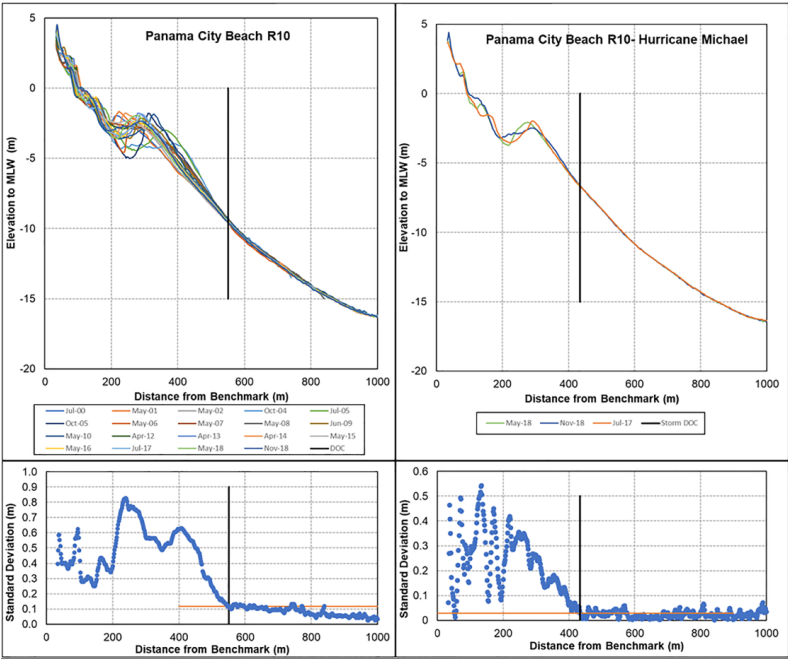 Panama City Beach R10
Elevation to MLW (m)
5
0
-5
-10
-15
-20
0 200 400 600 800 1000
Distance from Benchmark (m)
Jul-00 May-01 May-02 Oct-04 Jul-05
Oct-05 May-06 May-07 May-08 Jun-09
May-10 Apr-12 Apr-13 Apr-14 May-15
May-16 Jul-17 May-18 Nov-18 DOC
Panama City Beach R10- Hurricane Michael
Elevation to MLW (m)
5
0
-5
-10
-15
-20
0 200 400 600 800 1000
Distance from Benchmark (m)
May-18 Nov-18 Jul-17 Storm DOC
Standard Deviation (m)
1.0
0.9
0.8
0.7
0.6
0.5
0.4
0.3
0.2
0.1
0.0
0 200 400 600 800 1000
Distance from Benchmark (m)
Standard Deviation (m)
0.6
0.5
0.4
0.3
0.2
0.1
0
0 200 400 600 800 1000
Distance from Benchmark (m)